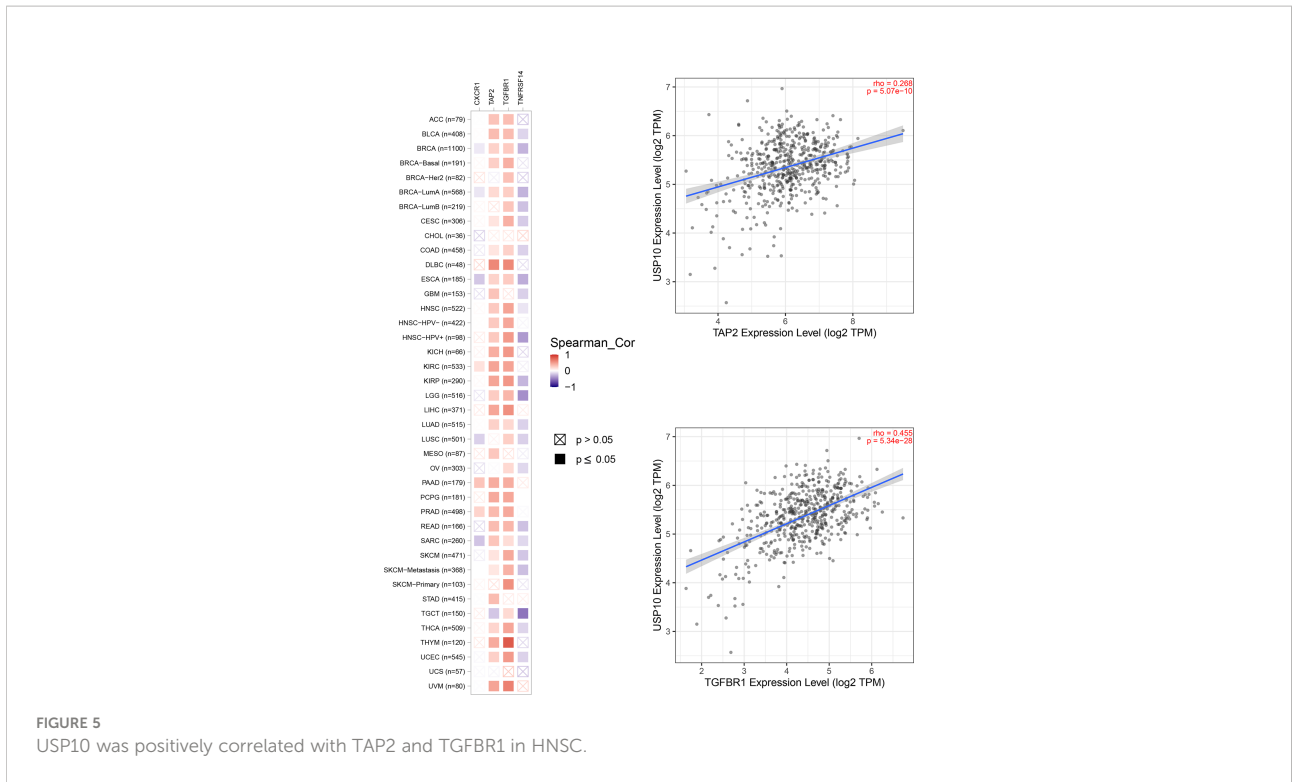 CXCR1
TAP2
TGFBR1
TNFRSF14
ACC (n=79)
BLCA (n=408)
BRCA (n=1100)
BRCA−Basal (n=191)
BRCA−Her2 (n=82)
BRCA−LumA (n=568)
BRCA−LumB (n=219)
CESC (n=306)
CHOL (n=36)
COAD (n=458)
DLBC (n=48)
ESCA (n=185)
GBM (n=153)
HNSC (n=522)
HNSC−HPV− (n=422)
HNSC−HPV+ (n=98)
KICH (n=66)
KIRC (n=533)
KIRP (n=290)
LGG (n=516)
LIHC (n=371)
LUAD (n=515)
LUSC (n=501)
MESO (n=87)
OV (n=303)
PAAD (n=179)
PCPG (n=181)
PRAD (n=498)
READ (n=166)
SARC (n=260)
SKCM (n=471)
SKCM−Metastasis (n=368)
SKCM−Primary (n=103)
STAD (n=415)
TGCT (n=150)
THCA (n=509)
THYM (n=120)
UCEC (n=545)
UCS (n=57)
UVM (n=80)
Spearman_Cor
1
0
−1
p > 0.05
p ≤ 0.05
rho = 0.268
p = 5.07e−10
USP10 Expression Level (log2 TPM)
7
6
5
4
3
4 6 8
TAP2 Expression Level (log2 TPM)
rho = 0.455
p = 5.34e−28
USP10 Expression Level (log2 TPM)
7
6
5
4
3
2 3 4 5 6
TGFBR1 Expression Level (log2 TPM)
FIGURE 5
USP10 was positively correlated with TAP2 and TGFBR1 in HNSC.